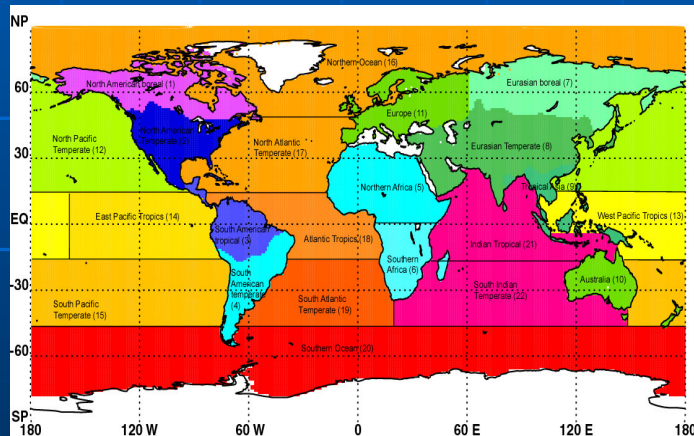 NP
Northern Ocean (16)
North American boreal (1)
Eurasian boreal (7)
60
Europe (11)
North Pacific
Temperate (12)
North American
Temperate (2)
North Atlantic
Temperate (17)
Eurasian Temperate (8)
30
Northern Africa (5)
Tropical Asia (9)
East Pacific Tropics (14)
West Pacific Tropics (13)
EQ
South American
tropical (3)
Atlantic Tropics (18)
Indian Tropical (21)
Southern
Africa (6)
South
American
temperate
(4)
South Indian
Temperate (22)
Australia (10)
-30
South Pacific
Temperate (15)
South Atlantic
Temperate (19)
-60
Southern Ocean (20)
SP
180
120 W
60 W
0
60 E
120 E
180